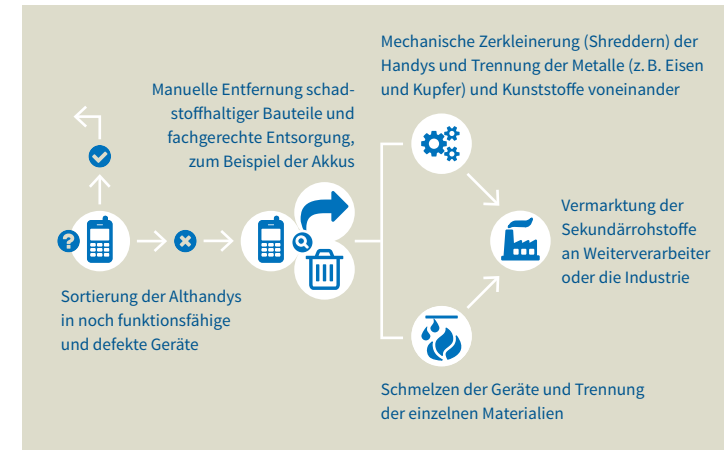 Mechanische Zerkleinerung (Shreddern) der
Handys und Trennung der Metalle (z. B. Eisen
und Kupfer) und Kunststoffe voneinander
Manuelle Entfernung schad-
stoffhaltiger Bauteile und
fachgerechte Entsorgung,
zum Beispiel der Akkus
?
Sortierung der Althandys
in noch funktionsfähige
und defekte Geräte
Vermarktung der
Sekundärrohstoffe
an Weiterverarbeiter
oder die Industrie
Schmelzen der Geräte und Trennung
der einzelnen Materialien